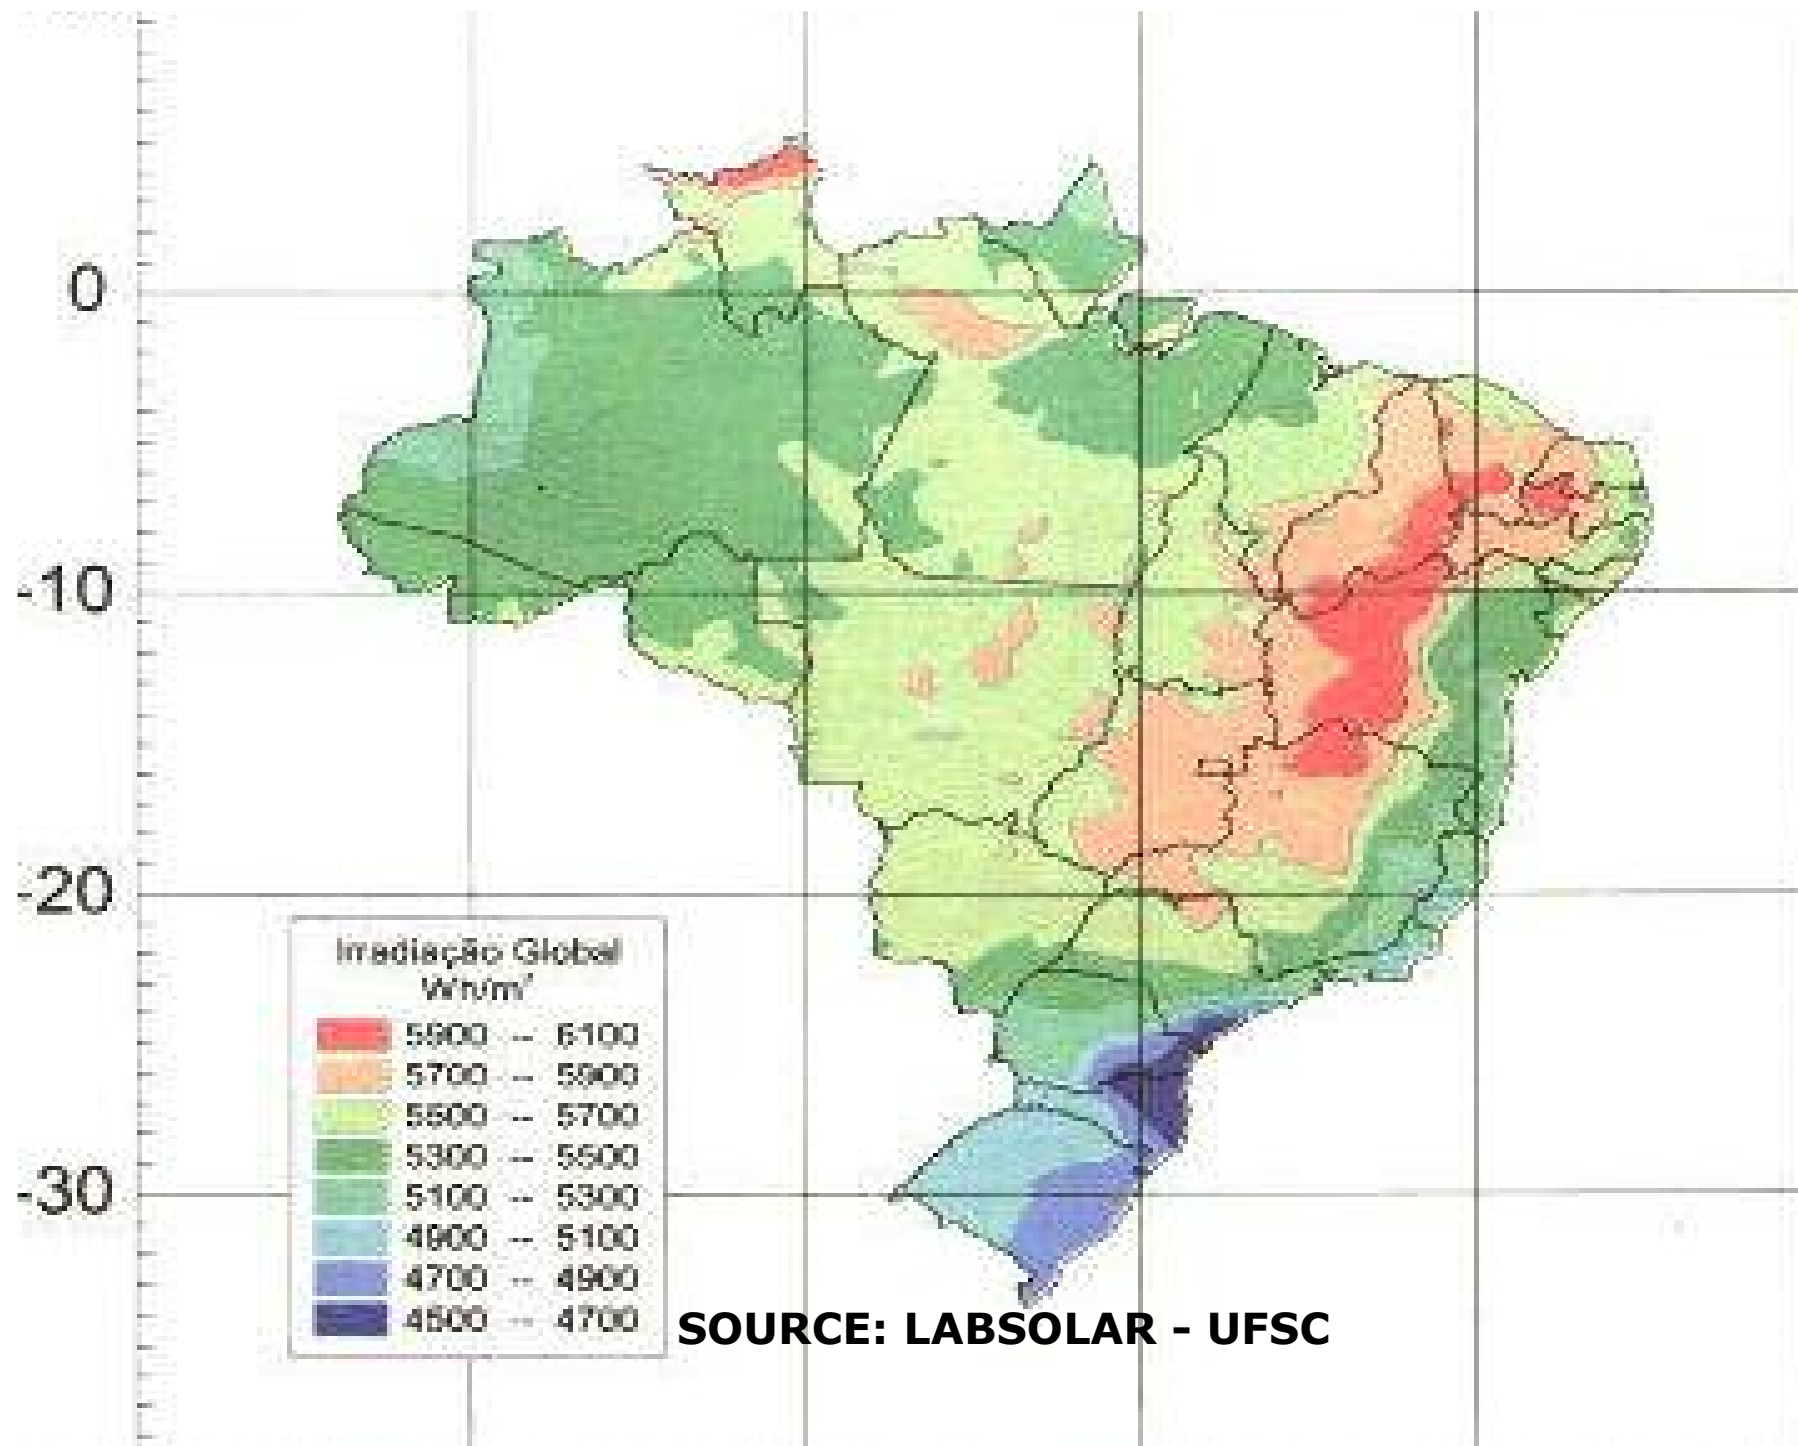 0
-10
-20
-30
Irradiação Global
Wh/m²
5900 -- 6100
5700 -- 5900
5500 -- 5700
5300 -- 5500
5100 -- 5300
4900 -- 5100
4700 -- 4900
4500 -- 4700
SOURCE: LABSOLAR - UFSC